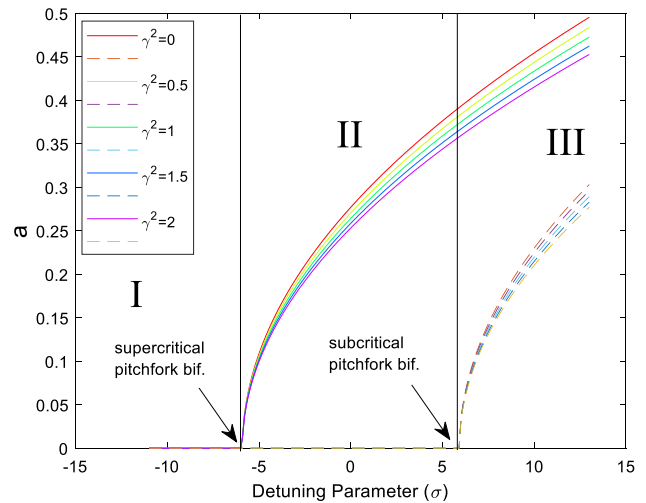 0.5
0.45
0.4
0.35
0.3
0.25
0.2
0.15
0.1
0.05
0
a
γ²=0
γ²=0.5
γ²=1
γ²=1.5
γ²=2
I
II
III
supercritical
pitchfork bif.
subcritical
pitchfork bif.
-15 -10 -5 0 5 10 15
Detuning Parameter (σ)